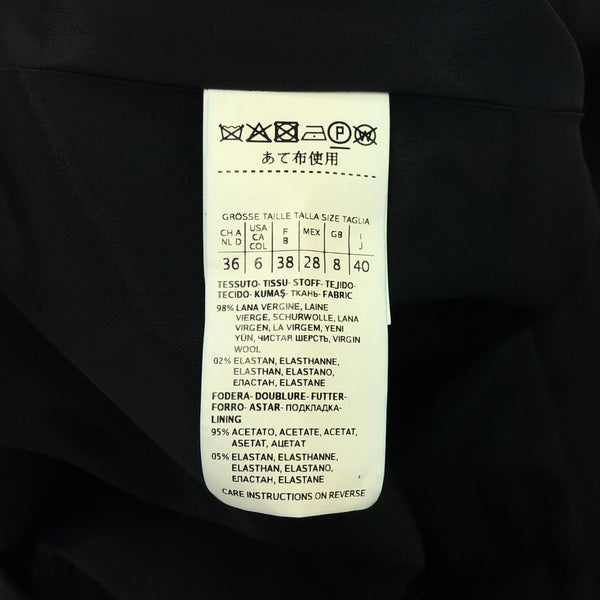 P W
あて布使用
GRÖSSE TAILLE TALLA SIZE TAGLIA
CH A NL D USA CA COL F B MEX GB I J
36 6 38 28 8 40
TESSUTO- TISSU- STOFF- TEJIDO-
TECIDO- KUMAŞ- ТКАНЬ- FABRIC
98% LANA VERGINE, LAINE
VIERGE, SCHURWOLLE, LANA
VIRGEN, LA VIRGEM, YENI
YÜN, ЧИСТАЯ ШЕРСТЬ, VIRGIN
WOOL
02% ELASTAN, ELASTHANNE,
ELASTHAN, ELASTANO,
ЕЛАСТАН, ELASTANE
FODERA- DOUBLURE- FUTTER-
FORRO- ASTAR- ПОДКЛАДКА-
LINING
95% ACETATO, ACETATE, ACETAT,
ASETAT, АЦЕТАТ
05% ELASTAN, ELASTHANNE,
ELASTHAN, ELASTANO,
ЕЛАСТАН, ELASTANE
CARE INSTRUCTIONS ON REVERSE